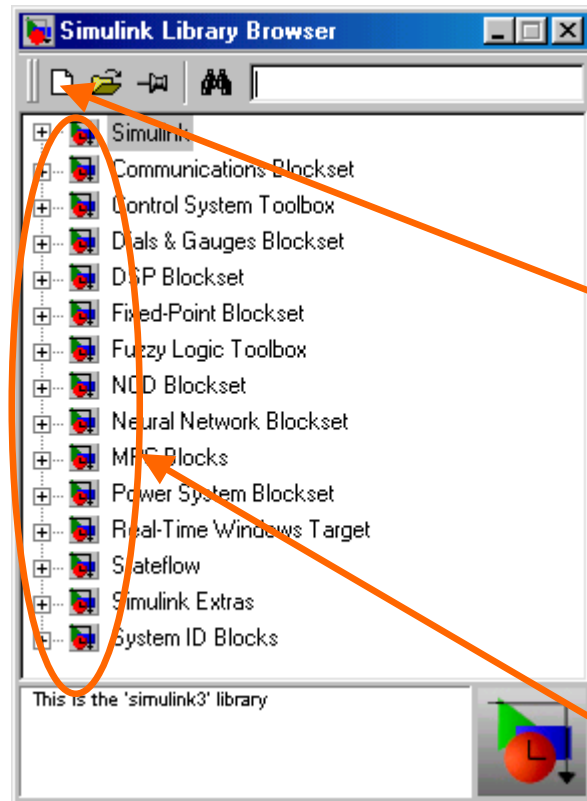 Simulink Library Browser
Simulink
Communications Blockset
Control System Toolbox
Dials & Gauges Blockset
DSP Blockset
Fixed-Point Blockset
Fuzzy Logic Toolbox
NCD Blockset
Neural Network Blockset
MPC Blocks
Power System Blockset
Real-Time Windows Target
Stateflow
Simulink Extras
System ID Blocks
This is the 'simulink3' library